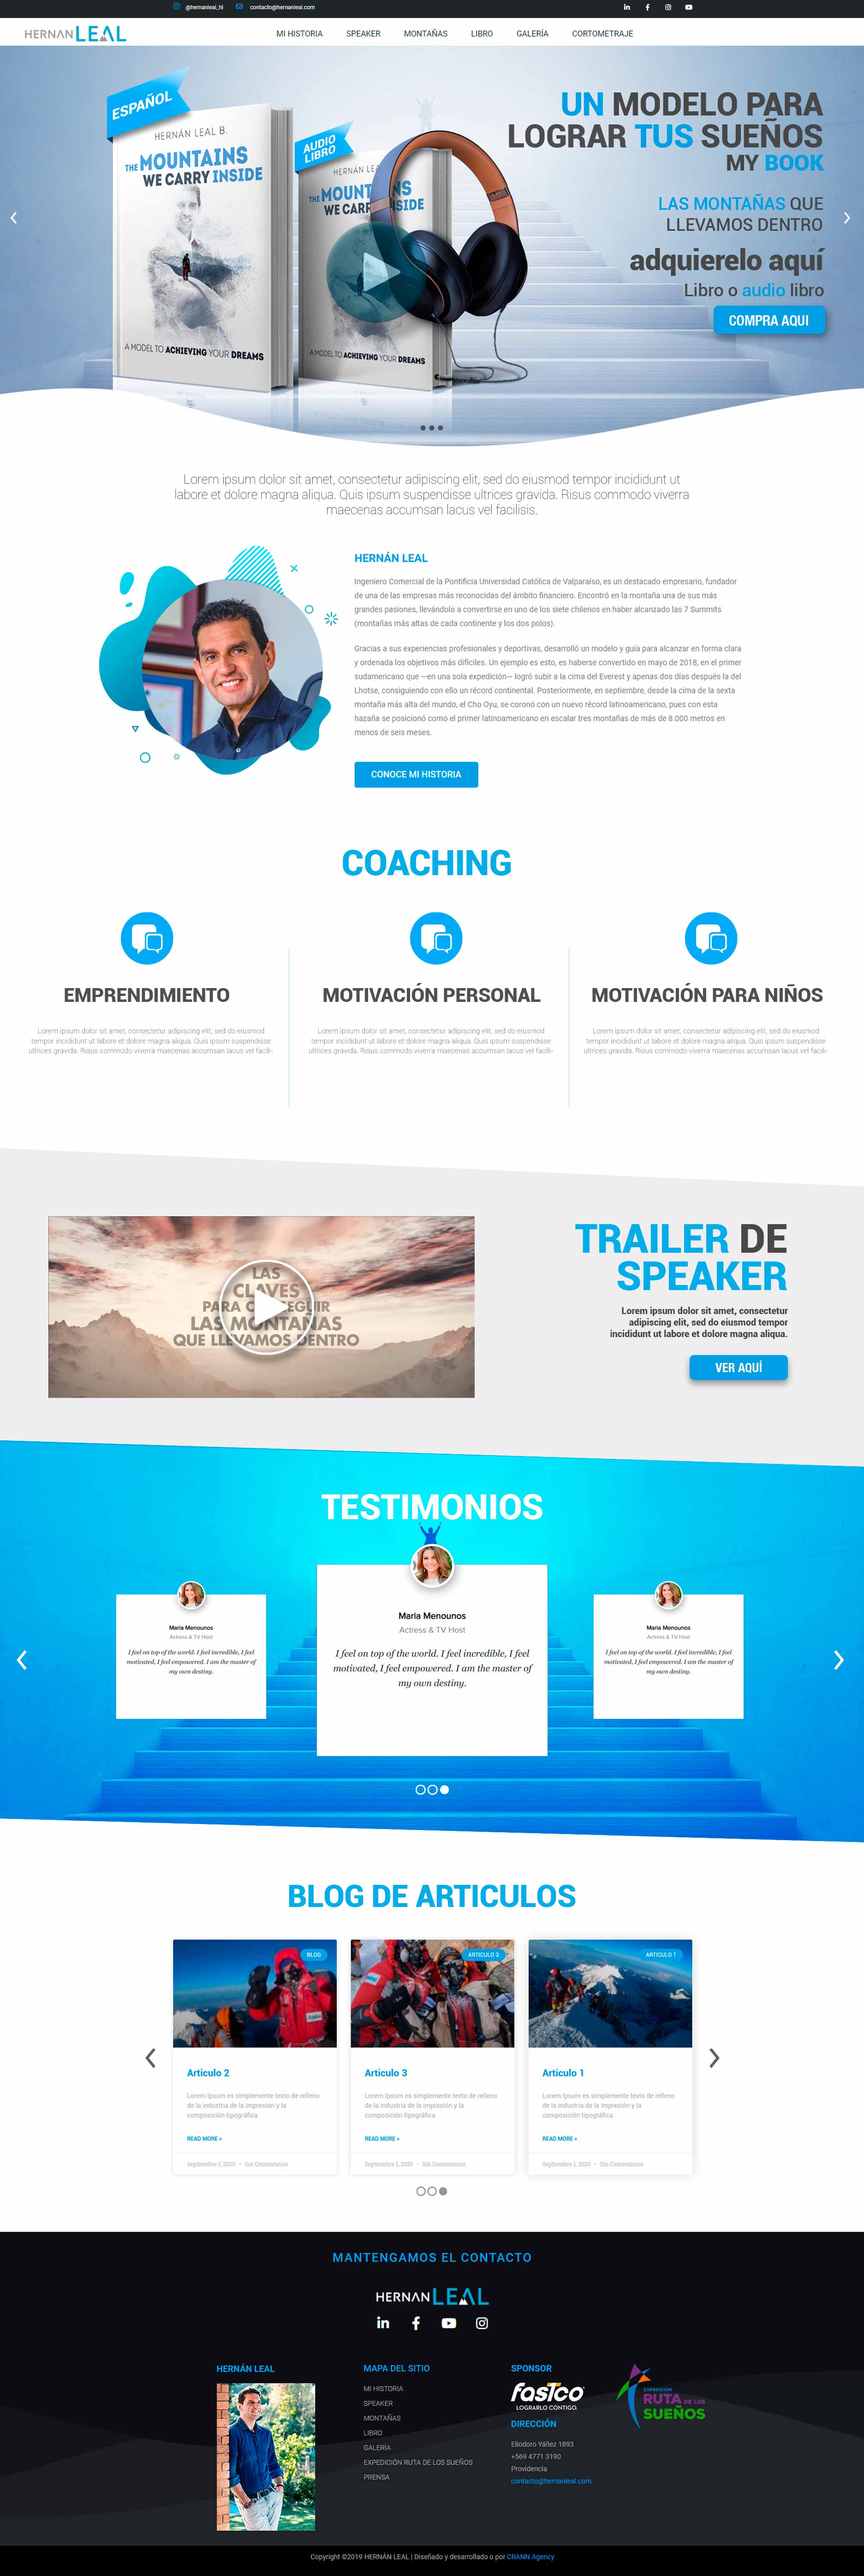 @hernanleal_hl contacto@hernanleal.com
HERNAN LEAL
MI HISTORIA SPEAKER MONTAÑAS LIBRO GALERÍA CORTOMETRAJE
ESPAÑOL
HERNÁN LEAL B.
THE MOUNTAINS
WE CARRY INSIDE
A MODEL TO ACHIEVING YOUR DREAMS
AUDIO
LIBRO
HERNÁN LEA
THE MOUNT NS
WE CARR SIDE
A MODEL TO ACHIEVING YOUR DREAMS
UN MODELO PARA
LOGRAR TUS SUEÑOS
MY BOOK
LAS MONTAÑAS QUE
LLEVAMOS DENTRO
adquierelo aquí
Libro o audio libro
COMPRA AQUI
Lorem ipsum dolor sit amet, consectetur adipiscing elit, sed do eiusmod tempor incididunt ut
labore et dolore magna aliqua. Quis ipsum suspendisse ultrices gravida. Risus commodo viverra
maecenas accumsan lacus vel facilisis.
HERNÁN LEAL
Ingeniero Comercial de la Pontificia Universidad Católica de Valparaíso, es un destacado empresario, fundador
de una de las empresas más reconocidas del ámbito financiero. Encontró en la montaña una de sus más
grandes pasiones, llevándolo a convertirse en uno de los siete chilenos en haber alcanzado las 7 Summits
(montañas más altas de cada continente y los dos polos).
Gracias a sus experiencias profesionales y deportivas, desarrolló un modelo y guía para alcanzar en forma clara
y ordenada los objetivos más difíciles. Un ejemplo es esto, es haberse convertido en mayo de 2018, en el primer
sudamericano que —en una sola expedición— logró subir a la cima del Everest y apenas dos días después la del
Lhotse, consiguiendo con ello un récord continental. Posteriormente, en septiembre, desde la cima de la sexta
montaña más alta del mundo, el Cho Oyu, se coronó con un nuevo récord latinoamericano, pues con esta
hazaña se posicionó como el primer latinoamericano en escalar tres montañas de más de 8.000 metros en
menos de seis meses.
CONOCE MI HISTORIA
COACHING
EMPRENDIMIENTO
Lorem ipsum dolor sit amet, consectetur adipiscing elit, sed do eiusmod
tempor incididunt ut labore et dolore magna aliqua. Quis ipsum suspendisse
ultrices gravida. Risus commodo viverra maecenas accumsan lacus vel facili-
MOTIVACIÓN PERSONAL
Lorem ipsum dolor sit amet, consectetur adipiscing elit, sed do eiusmod
tempor incididunt ut labore et dolore magna aliqua. Quis ipsum suspendisse
ultrices gravida. Risus commodo viverra maecenas accumsan lacus vel facili-
MOTIVACIÓN PARA NIÑOS
Lorem ipsum dolor sit amet, consectetur adipiscing elit, sed do eiusmod
tempor incididunt ut labore et dolore magna aliqua. Quis ipsum suspendisse
ultrices gravida. Risus commodo viverra maecenas accumsan lacus vel facili-
LAS
CLAVES
PARA CONSEGUIR
LAS MONTAÑAS
QUE LLEVAMOS DENTRO
TRAILER DE
SPEAKER
Lorem ipsum dolor sit amet, consectetur
adipiscing elit, sed do eiusmod tempor
incididunt ut labore et dolore magna aliqua.
VER AQUÍ
TESTIMONIOS
Maria Menounos
Actress & TV Host
I feel on top of the world. I feel incredible, I feel
motivated, I feel empowered. I am the master of
my own destiny.
Maria Menounos
Actress & TV Host
I feel on top of the world. I feel incredible, I feel
motivated, I feel empowered. I am the master of
my own destiny.
Maria Menounos
Actress & TV Host
I feel on top of the world. I feel incredible, I feel
motivated, I feel empowered. I am the master of
my own destiny.
BLOG DE ARTICULOS
BLOG
Articulo 2
Lorem Ipsum es simplemente texto de relleno
de la industria de la impresión y la
composición tipográfica.
READ MORE »
Septiembre 1, 2020 • Sin Comentarios
ARTICULO 3
Articulo 3
Lorem Ipsum es simplemente texto de relleno
de la industria de la impresión y la
composición tipográfica.
READ MORE »
Septiembre 1, 2020 • Sin Comentarios
ARTICULO 1
Articulo 1
Lorem Ipsum es simplemente texto de relleno
de la industria de la impresión y la
composición tipográfica
READ MORE »
Septiembre 1, 2020 • Sin Comentarios
MANTENGAMOS EL CONTACTO
HERNAN LEAL
HERNÁN LEAL
MAPA DEL SITIO
MI HISTORIA
SPEAKER
MONTAÑAS
LIBRO
GALERÍA
EXPEDICIÓN RUTA DE LOS SUEÑOS
PRENSA
SPONSOR
fasTco
LOGRARLO CONTIGO.
EXPEDICIÓN
RUTA DE LOS
SUEÑOS
DIRECCIÓN
Eliodoro Yáñez 1893
+569 4771 3190
Providencia
contacto@hernanleal.com
Copyright ©2019 HERNÁN LEAL | Diseñado y desarrollado o por CRANN Agency